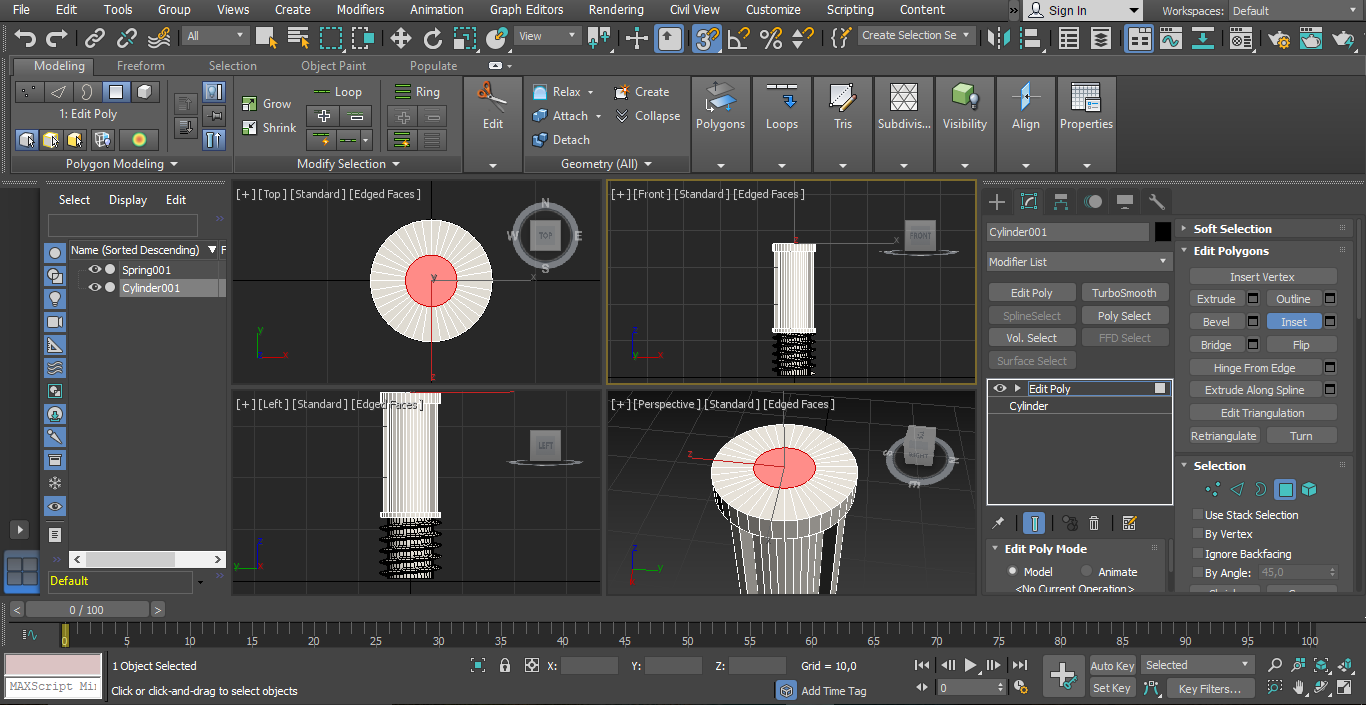 File Edit Tools Group Views Create Modifiers Animation Graph Editors Rendering Civil View Customize Scripting Content » Sign In Workspaces: Default
All View Create Selection Se
Modeling Freeform Selection Object Paint Populate
1: Edit Poly
Polygon Modeling
Grow
Shrink
Loop
Ring
Modify Selection
Edit
Relax
Attach
Detach
Create
Collapse
Geometry (All)
Polygons
Loops
Tris
Subdivis...
Visibility
Align
Properties
Select Display Edit
Name (Sorted Descending) F
Spring001
Cylinder001
Default
[+] [Top] [Standard] [Edged Faces]
N
W TOP E
S
y
x
z
y
z x
[+] [Front] [Standard] [Edged Faces]
FRONT
x
z
y x
[+] [Left] [Standard] [Edged Faces]
LEFT
z
y x
[+] [Perspective] [Standard] [Edged Faces]
RIGHT
z
z
y
x
Cylinder001
Modifier List
Edit Poly TurboSmooth
SplineSelect Poly Select
Vol. Select FFD Select
Surface Select
Edit Poly
Cylinder
Edit Poly Mode
Model Animate
<No Current Operation>
Soft Selection
Edit Polygons
Insert Vertex
Extrude Outline
Bevel Inset
Bridge Flip
Hinge From Edge
Extrude Along Spline
Edit Triangulation
Retriangulate Turn
Selection
Use Stack Selection
By Vertex
Ignore Backfacing
By Angle: 45,0
< 0 / 100 >
0 5 10 15 20 25 30 35 40 45 50 55 60 65 70 75 80 85 90 95 100
1 Object Selected
X: Y: Z: Grid = 10,0
Auto Key Selected
MAXScript Mi
Click or click-and-drag to select objects
Add Time Tag
0
Set Key Key Filters...